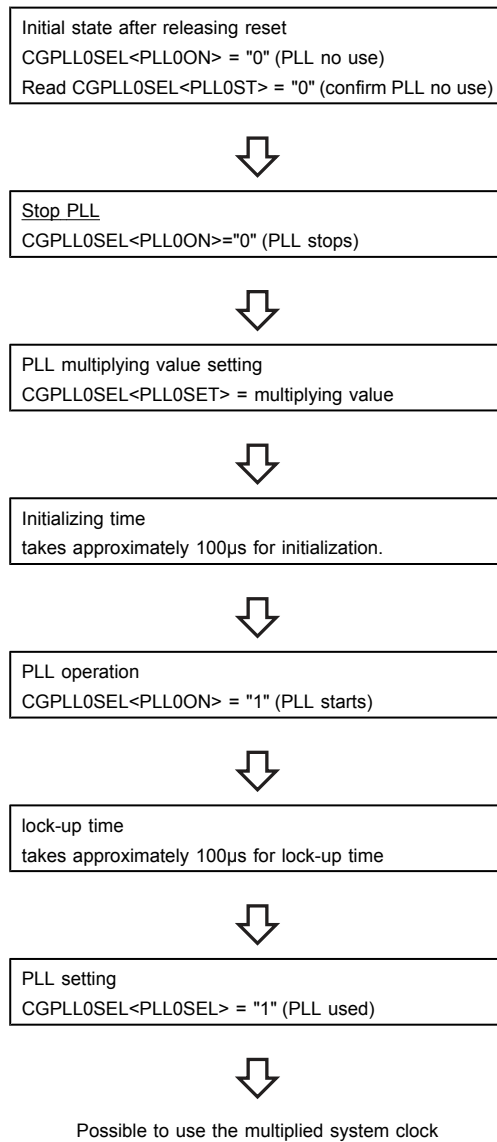 Initial state after releasing reset
CGPLL0SEL<PLL0ON> = "0" (PLL no use)
Read CGPLL0SEL<PLL0ST> = "0" (confirm PLL no use)
Stop PLL
CGPLL0SEL<PLL0ON>="0" (PLL stops)
PLL multiplying value setting
CGPLL0SEL<PLL0SET> = multiplying value
Initializing time
takes approximately 100μs for initialization.
PLL operation
CGPLL0SEL<PLL0ON> = "1" (PLL starts)
lock-up time
takes approximately 100μs for lock-up time
PLL setting
CGPLL0SEL<PLL0SEL> = "1" (PLL used)
Possible to use the multiplied system clock